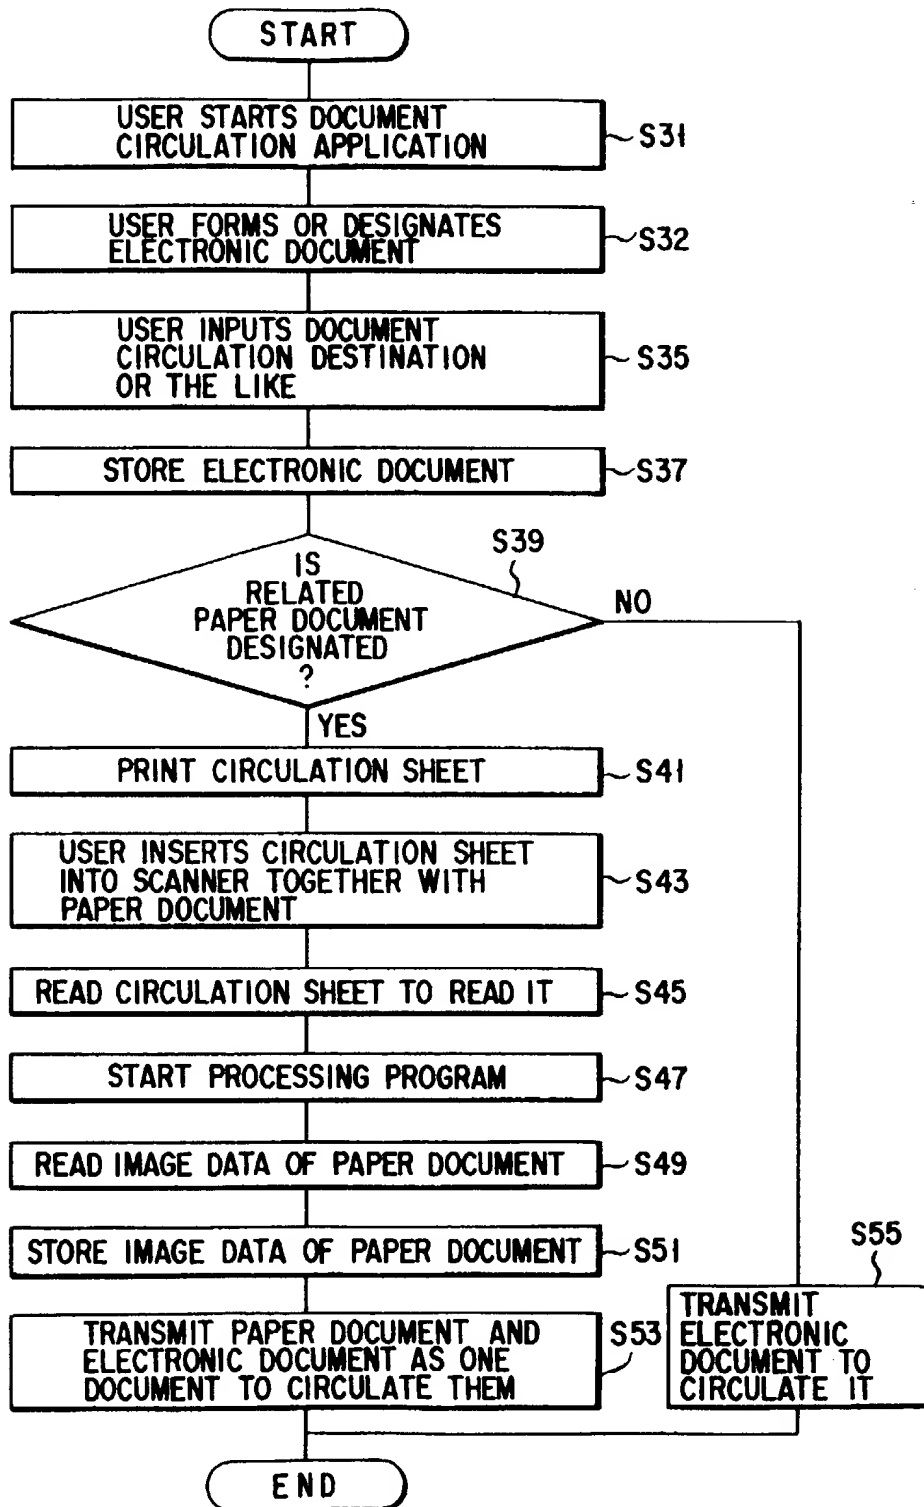 START
USER STARTS DOCUMENT
CIRCULATION APPLICATION
S31
USER FORMS OR DESIGNATES
ELECTRONIC DOCUMENT
S32
USER INPUTS DOCUMENT
CIRCULATION DESTINATION
OR THE LIKE
S35
STORE ELECTRONIC DOCUMENT
S37
S39
IS
RELATED
PAPER DOCUMENT
DESIGNATED
?
NO
YES
PRINT CIRCULATION SHEET
S41
USER INSERTS CIRCULATION SHEET
INTO SCANNER TOGETHER WITH
PAPER DOCUMENT
S43
READ CIRCULATION SHEET TO READ IT
S45
START PROCESSING PROGRAM
S47
READ IMAGE DATA OF PAPER DOCUMENT
S49
STORE IMAGE DATA OF PAPER DOCUMENT
S51
TRANSMIT PAPER DOCUMENT AND
ELECTRONIC DOCUMENT AS ONE
DOCUMENT TO CIRCULATE THEM
S53
S55
TRANSMIT
ELECTRONIC
DOCUMENT TO
CIRCULATE IT
END